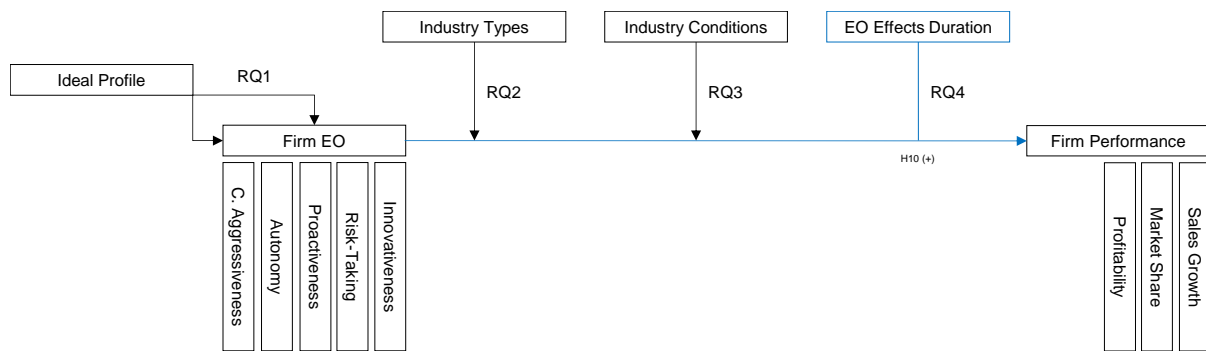 Industry Types
Industry Conditions
EO Effects Duration
Ideal Profile
RQ1
RQ2
RQ3
RQ4
Firm EO
Firm Performance
H10 (+)
C. Aggressiveness
Autonomy
Proactiveness
Risk-Taking
Innovativeness
Profitability
Market Share
Sales Growth